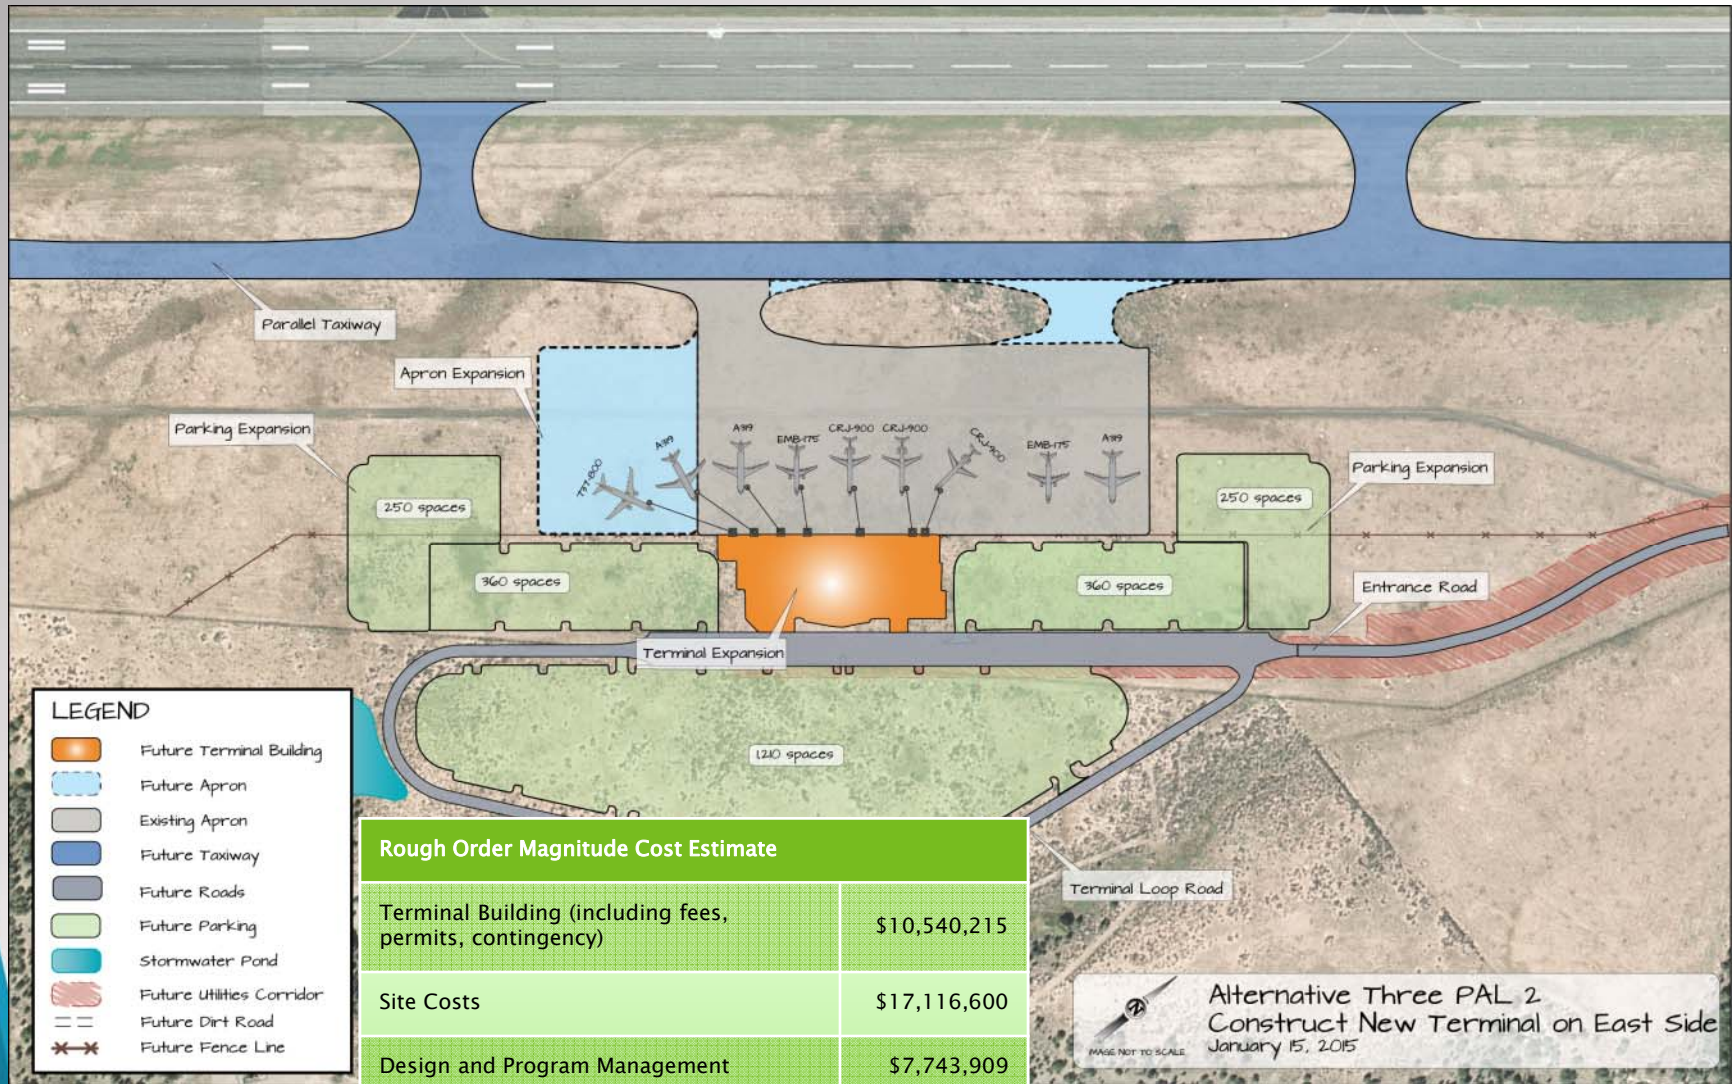 Parallel Taxiway
Apron Expansion
Parking Expansion
A319
A319
EMB-175
CRJ-900
CRJ-900
CRJ-900
EMB-175
A319
737-800
Parking Expansion
250 spaces
250 spaces
360 spaces
360 spaces
Entrance Road
Terminal Expansion
1210 spaces
LEGEND
Future Terminal Building
Future Apron
Existing Apron
Future Taxiway
Future Roads
Future Parking
Stormwater Pond
Future Utilities Corridor
Future Dirt Road
Future Fence Line
Rough Order Magnitude Cost Estimate
Terminal Building (including fees,
permits, contingency)
$10,540,215
Site Costs
$17,116,600
Design and Program Management
$7,743,909
Terminal Loop Road
N
IMAGE NOT TO SCALE
Alternative Three PAL 2
Construct New Terminal on East Side
January 15, 2015